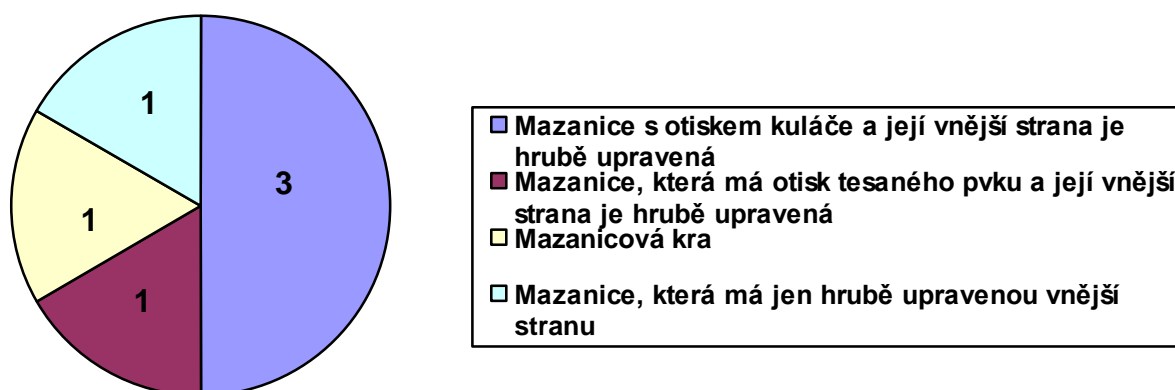 1
3
1
1
Mazanice s otiskem kuláče a její vnější strana je
hrubě upravená
Mazanice, která má otisk tesaného pvku a její vnější
strana je hrubě upravená
Mazanicová kra
Mazanice, která má jen hrubě upravenou vnější
stranu